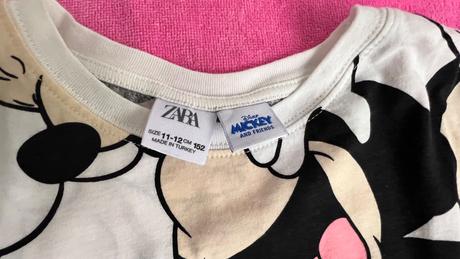 ZARA
SIZE 11-12 CM 152
MADE IN TURKEY
Disney
MICKEY
AND FRIENDS